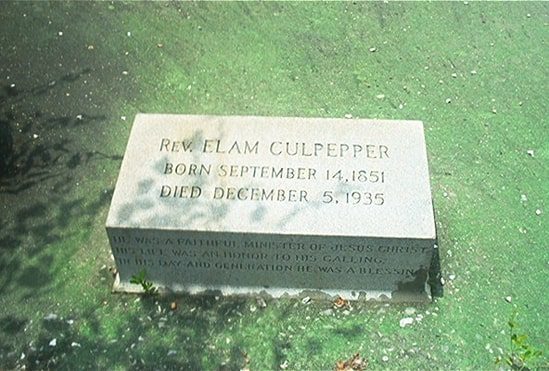 REV. ELAM CULPEPPER
BORN SEPTEMBER 14, 1851
DIED DECEMBER 5, 1935
HE WAS A FAITHFUL MINISTER OF JESUS CHRIST
HIS LIFE WAS AN HONOR TO HIS CALLING.
IN HIS DAY AND GENERATION HE WAS A BLESSING